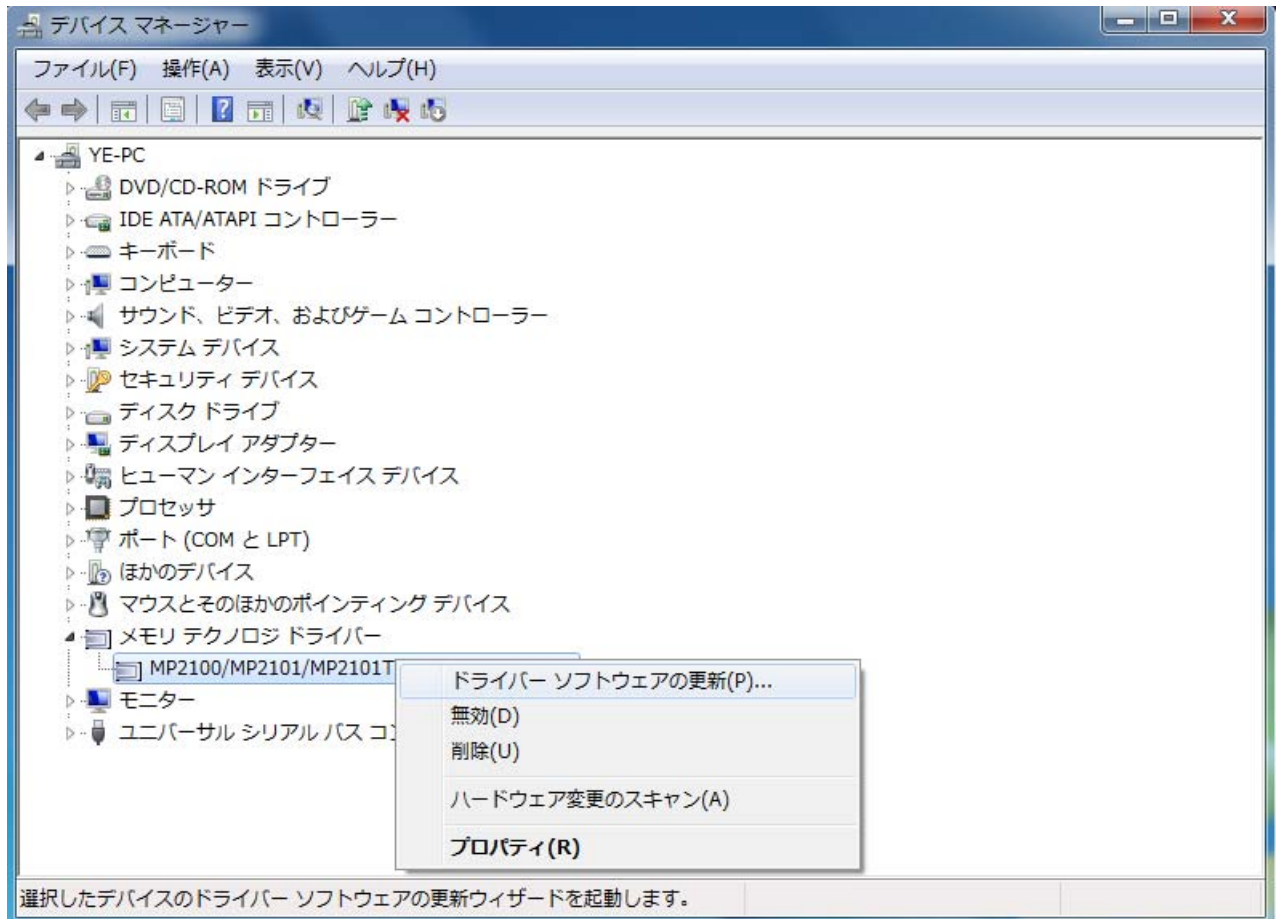 デバイス マネージャー
ファイル(F) 操作(A) 表示(V) ヘルプ(H)
YE-PC
DVD/CD-ROM ドライブ
IDE ATA/ATAPI コントローラー
キーボード
コンピューター
サウンド、ビデオ、およびゲーム コントローラー
システム デバイス
セキュリティ デバイス
ディスク ドライブ
ディスプレイ アダプター
ヒューマン インターフェイス デバイス
プロセッサ
ポート (COM と LPT)
ほかのデバイス
マウスとそのほかのポインティング デバイス
メモリ テクノロジ ドライバー
MP2100/MP2101/MP2101T
モニター
ユニバーサル シリアル バス コ
ドライバー ソフトウェアの更新(P)...
無効(D)
削除(U)
ハードウェア変更のスキャン(A)
プロパティ(R)
選択したデバイスのドライバー ソフトウェアの更新ウィザードを起動します。